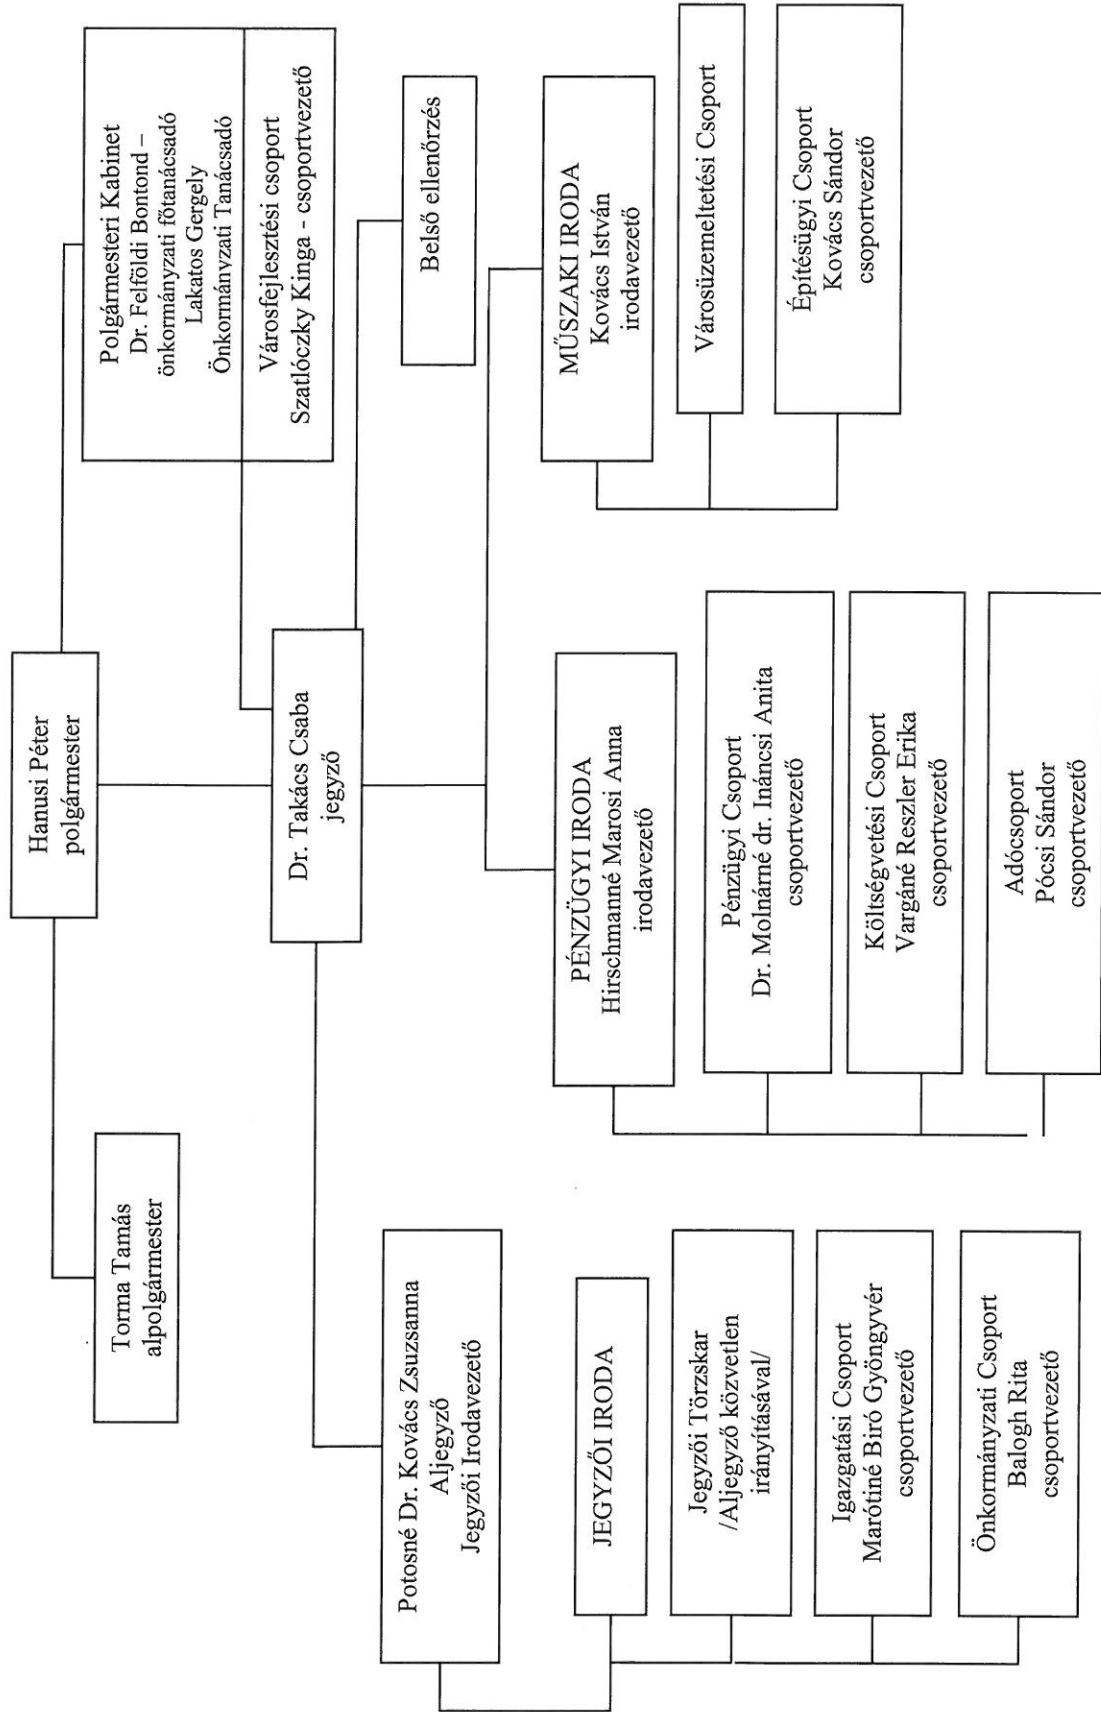 Hanusi Péter
polgármester
Torma Tamás
alpolgármester
Polgármesteri Kabinet
Dr. Felföldi Bontond –
önkormányzati főtanácsadó
Lakatos Gergely
Önkormányzati Tanácsadó
Városfejlesztési csoport
Szatlóczky Kinga - csoportvezető
Dr. Takács Csaba
jegyző
Belső ellenőrzés
Potosné Dr. Kovács Zsuzsanna
Aljegyző
Jegyzői Irodavezető
JEGYZŐI IRODA
Jegyzői Törzskar
/Aljegyző közvetlen
irányításával/
Igazgatási Csoport
Marótiné Biró Gyöngyvér
csoportvezető
Önkormányzati Csoport
Balogh Rita
csoportvezető
PÉNZÜGYI IRODA
Hirschmanné Marosi Anna
irodavezető
Pénzügyi Csoport
Dr. Molnárné dr. Ináncsi Anita
csoportvezető
Költségvetési Csoport
Vargáné Reszler Erika
csoportvezető
Adócsoport
Pócsi Sándor
csoportvezető
MŰSZAKI IRODA
Kovács István
irodavezető
Városüzemeltetési Csoport
Építésügyi Csoport
Kovács Sándor
csoportvezető